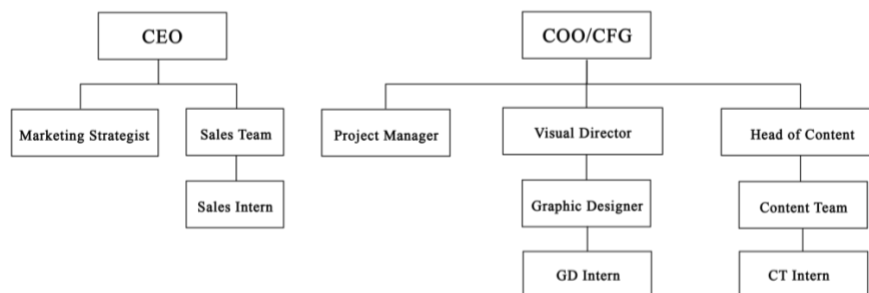 CEO
COO/CFG
Marketing Strategist
Sales Team
Project Manager
Visual Director
Head of Content
Sales Intern
Graphic Designer
Content Team
GD Intern
CT Intern